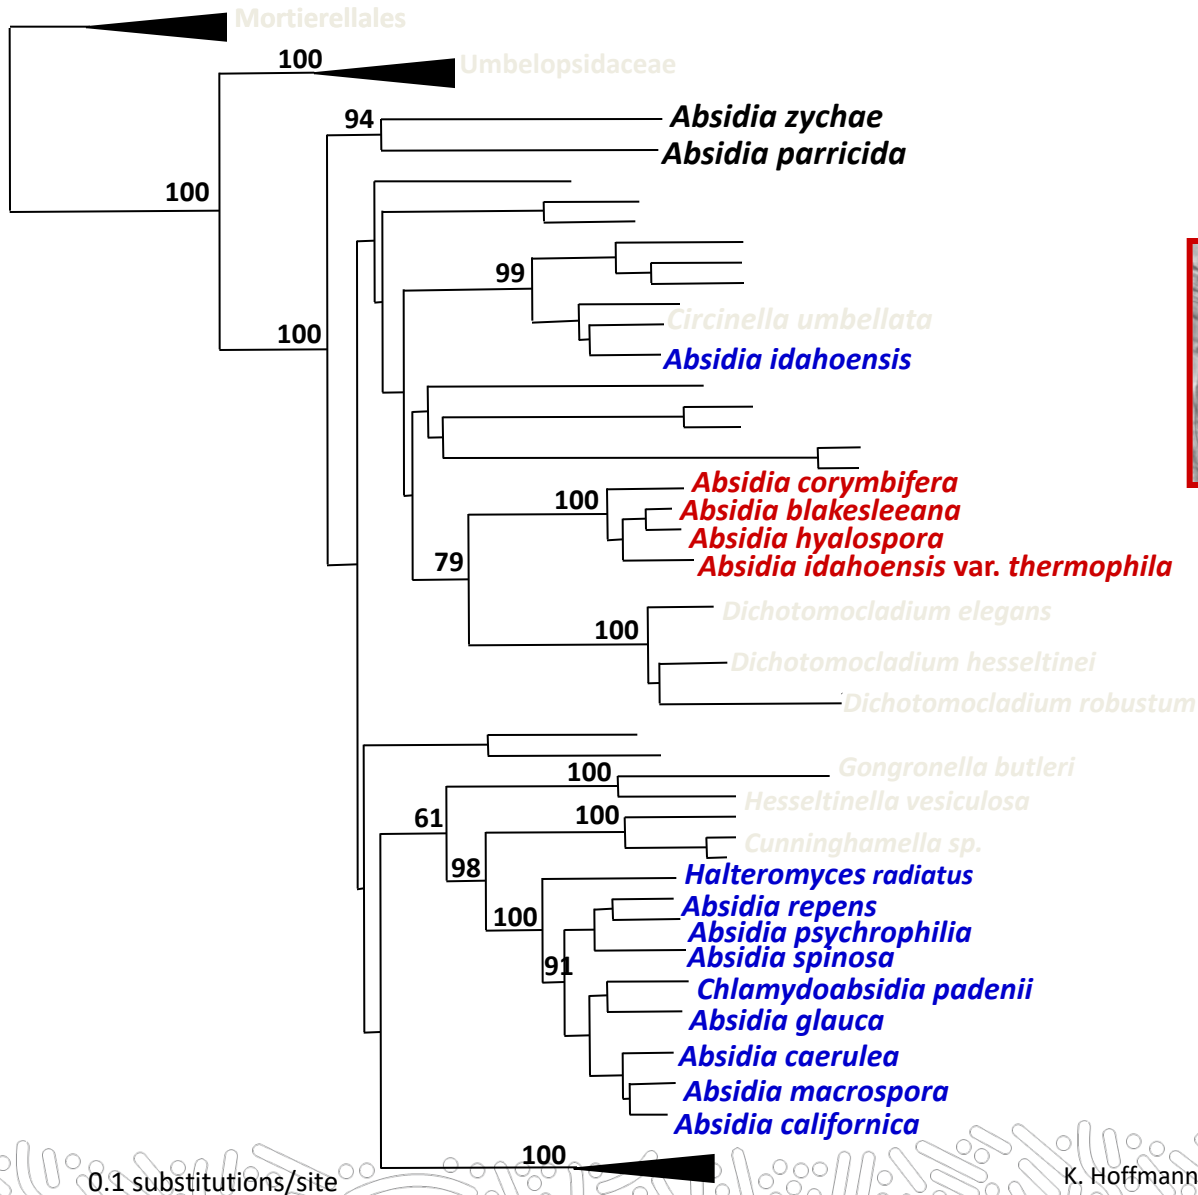 Mortierellales
100
Umbelopsidaceae
94
Absidia zychae
Absidia parricida
100
99
100
Circinella umbellata
Absidia idahoensis
Absidia corymbifera
100
Absidia blakesleeana
Absidia hyalospora
79
Absidia idahoensis var. thermophila
Dichotomocladium elegans
100
Dichotomocladium hesseltinei
Dichotomocladium robustum
Gongronella butleri
100
Hesseltinella vesiculosa
61
100
Cunninghamella sp.
98
Halteromyces radiatus
Absidia repens
100
Absidia psychrophilia
Absidia spinosa
91
Chlamydoabsidia padenii
Absidia glauca
Absidia caerulea
Absidia macrospora
Absidia californica
100
0.1 substitutions/site
K. Hoffmann